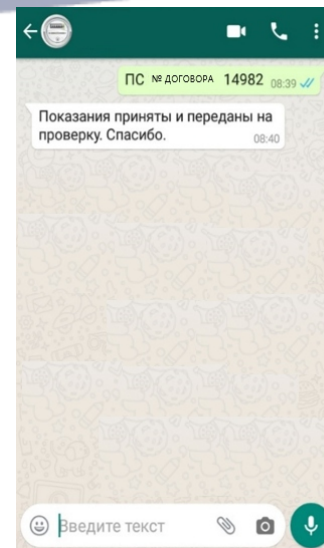 ПС № ДОГОВОРА 14982 08:39
Показания приняты и переданы на
проверку. Спасибо.
08:40
Введите текст